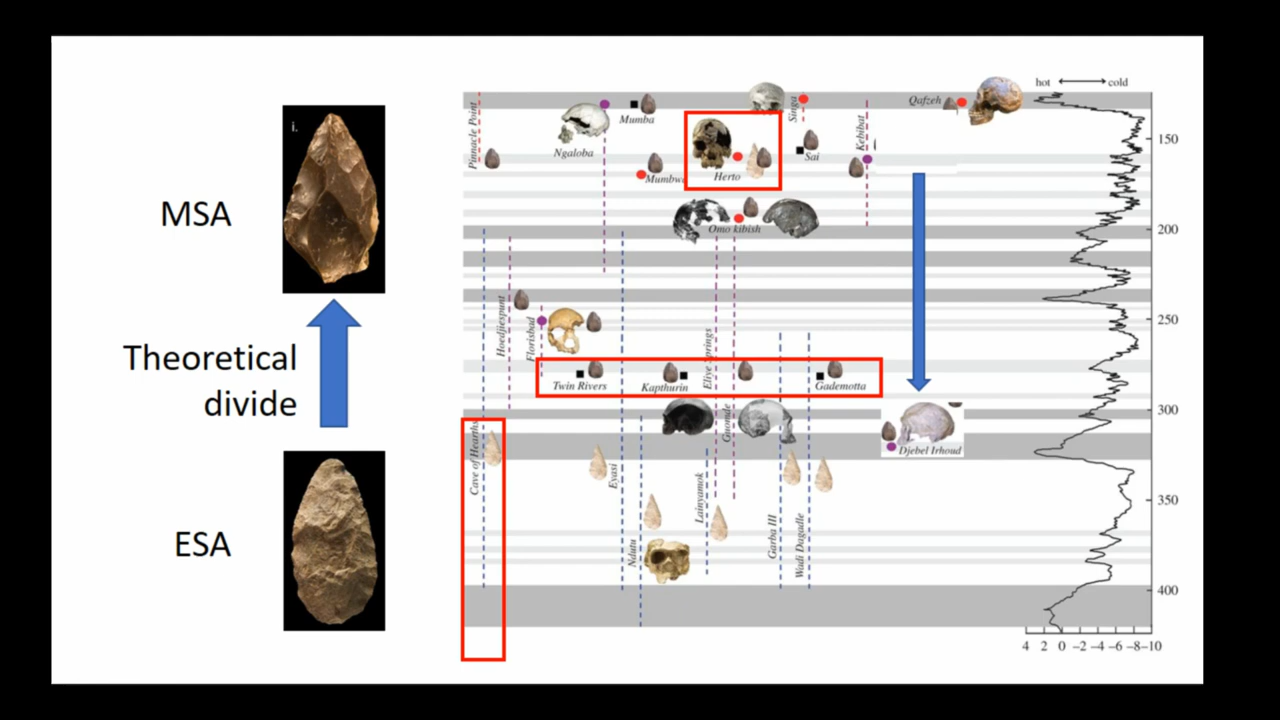 i.
MSA
Theoretical
divide
ESA
hot
cold
Pinnacle Point
Ngaloba
Mumba
Mumbwa
Herto
Singa
Sai
Kebibat
Qafzeh
Omo kibish
150
200
250
300
350
400
Hoedjiespunt
Florisbad
Eliye Springs
Twin Rivers
Kapthurin
Gademotta
Guomde
Djebel Irhoud
Cave of Hearths
Eyasi
Ndutu
Lainyamok
Garba III
Wadi Dagadle
4 2 0 -2 -4 -6 -8 -10